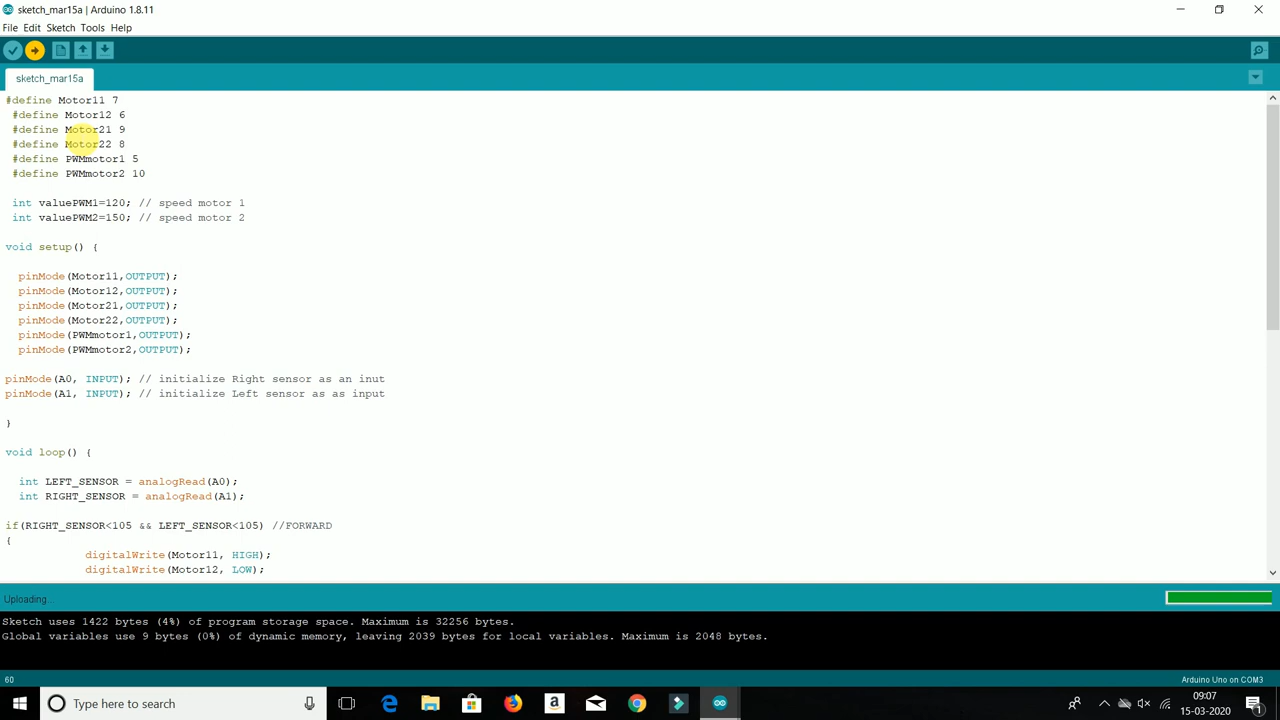 sketch_mar15a | Arduino 1.8.11
File Edit Sketch Tools Help
sketch_mar15a
#define Motor11 7
#define Motor12 6
#define Motor21 9
#define Motor22 8
#define PWMmotor1 5
#define PWMmotor2 10
int valuePWM1=120; // speed motor 1
int valuePWM2=150; // speed motor 2
void setup() {
pinMode(Motor11,OUTPUT);
pinMode(Motor12,OUTPUT);
pinMode(Motor21,OUTPUT);
pinMode(Motor22,OUTPUT);
pinMode(PWMmotor1,OUTPUT);
pinMode(PWMmotor2,OUTPUT);
pinMode(A0, INPUT); // initialize Right sensor as an inut
pinMode(A1, INPUT); // initialize Left sensor as as input
}
void loop() {
int LEFT_SENSOR = analogRead(A0);
int RIGHT_SENSOR = analogRead(A1);
if(RIGHT_SENSOR<105 && LEFT_SENSOR<105) //FORWARD
{
digitalWrite(Motor11, HIGH);
digitalWrite(Motor12, LOW);
Uploading...
Sketch uses 1422 bytes (4%) of program storage space. Maximum is 32256 bytes.
Global variables use 9 bytes (0%) of dynamic memory, leaving 2039 bytes for local variables. Maximum is 2048 bytes.
60
Arduino Uno on COM3
Type here to search
09:07
15-03-2020